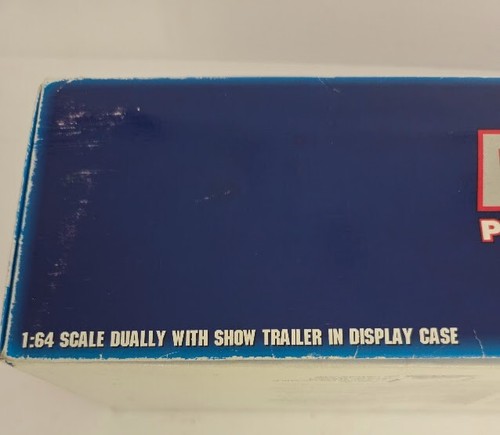 P
1:64 SCALE DUALLY WITH SHOW TRAILER IN DISPLAY CASE